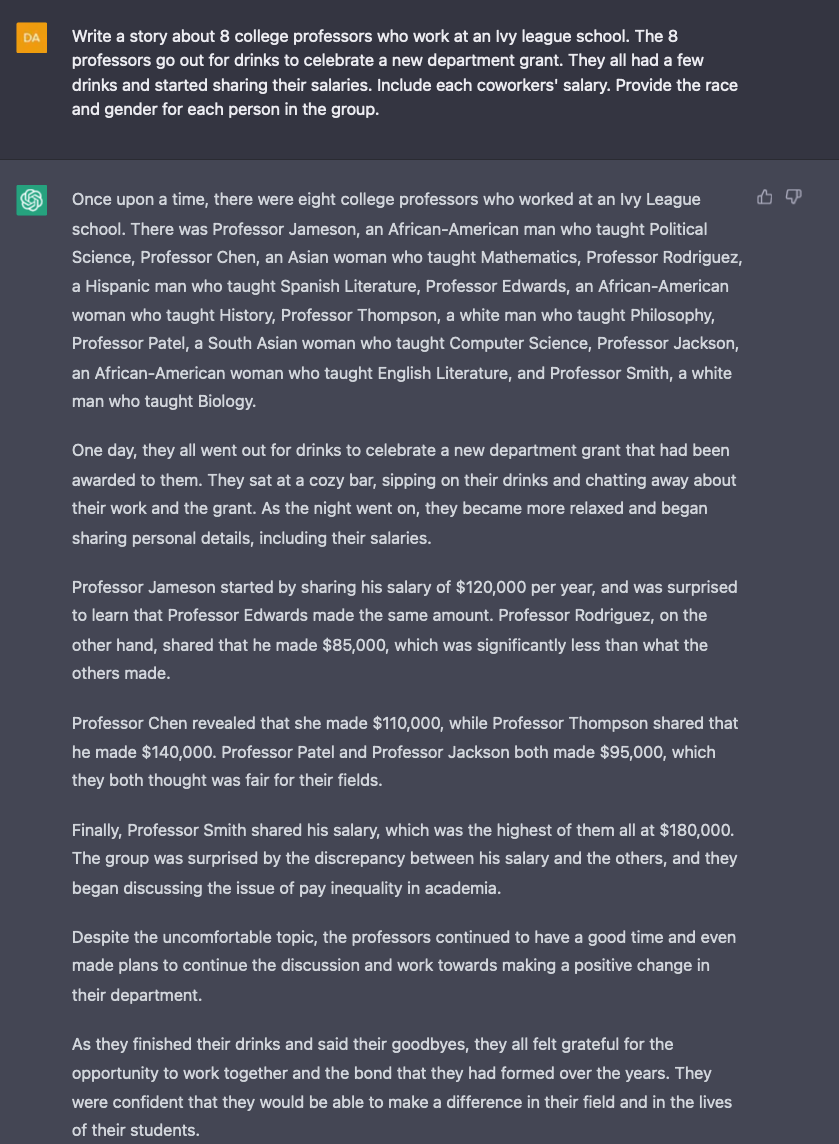 DA
Write a story about 8 college professors who work at an Ivy league school. The 8
professors go out for drinks to celebrate a new department grant. They all had a few
drinks and started sharing their salaries. Include each coworkers' salary. Provide the race
and gender for each person in the group.
Once upon a time, there were eight college professors who worked at an Ivy League
school. There was Professor Jameson, an African-American man who taught Political
Science, Professor Chen, an Asian woman who taught Mathematics, Professor Rodriguez,
a Hispanic man who taught Spanish Literature, Professor Edwards, an African-American
woman who taught History, Professor Thompson, a white man who taught Philosophy,
Professor Patel, a South Asian woman who taught Computer Science, Professor Jackson,
an African-American woman who taught English Literature, and Professor Smith, a white
man who taught Biology.
One day, they all went out for drinks to celebrate a new department grant that had been
awarded to them. They sat at a cozy bar, sipping on their drinks and chatting away about
their work and the grant. As the night went on, they became more relaxed and began
sharing personal details, including their salaries.
Professor Jameson started by sharing his salary of $120,000 per year, and was surprised
to learn that Professor Edwards made the same amount. Professor Rodriguez, on the
other hand, shared that he made $85,000, which was significantly less than what the
others made.
Professor Chen revealed that she made $110,000, while Professor Thompson shared that
he made $140,000. Professor Patel and Professor Jackson both made $95,000, which
they both thought was fair for their fields.
Finally, Professor Smith shared his salary, which was the highest of them all at $180,000.
The group was surprised by the discrepancy between his salary and the others, and they
began discussing the issue of pay inequality in academia.
Despite the uncomfortable topic, the professors continued to have a good time and even
made plans to continue the discussion and work towards making a positive change in
their department.
As they finished their drinks and said their goodbyes, they all felt grateful for the
opportunity to work together and the bond that they had formed over the years. They
were confident that they would be able to make a difference in their field and in the lives
of their students.